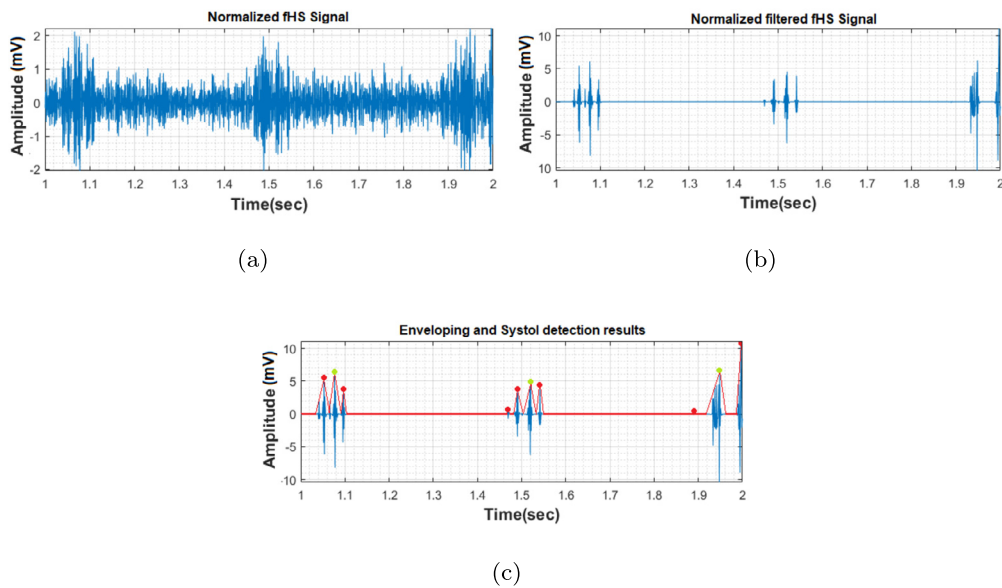 Normalized fHS Signal
Amplitude (mV)
2
1
0
-1
-2
1 1.1 1.2 1.3 1.4 1.5 1.6 1.7 1.8 1.9 2
Time(sec)
(a)
Normalized filtered fHS Signal
Amplitude (mV)
10
5
0
5
10
1 1.1 1.2 1.3 1.4 1.5 1.6 1.7 1.8 1.9 2
Time(sec)
(b)
Enveloping and Systol detection results
Amplitude (mV)
10
5
0
-5
-10
1 1.1 1.2 1.3 1.4 1.5 1.6 1.7 1.8 1.9 2
Time(sec)
(c)